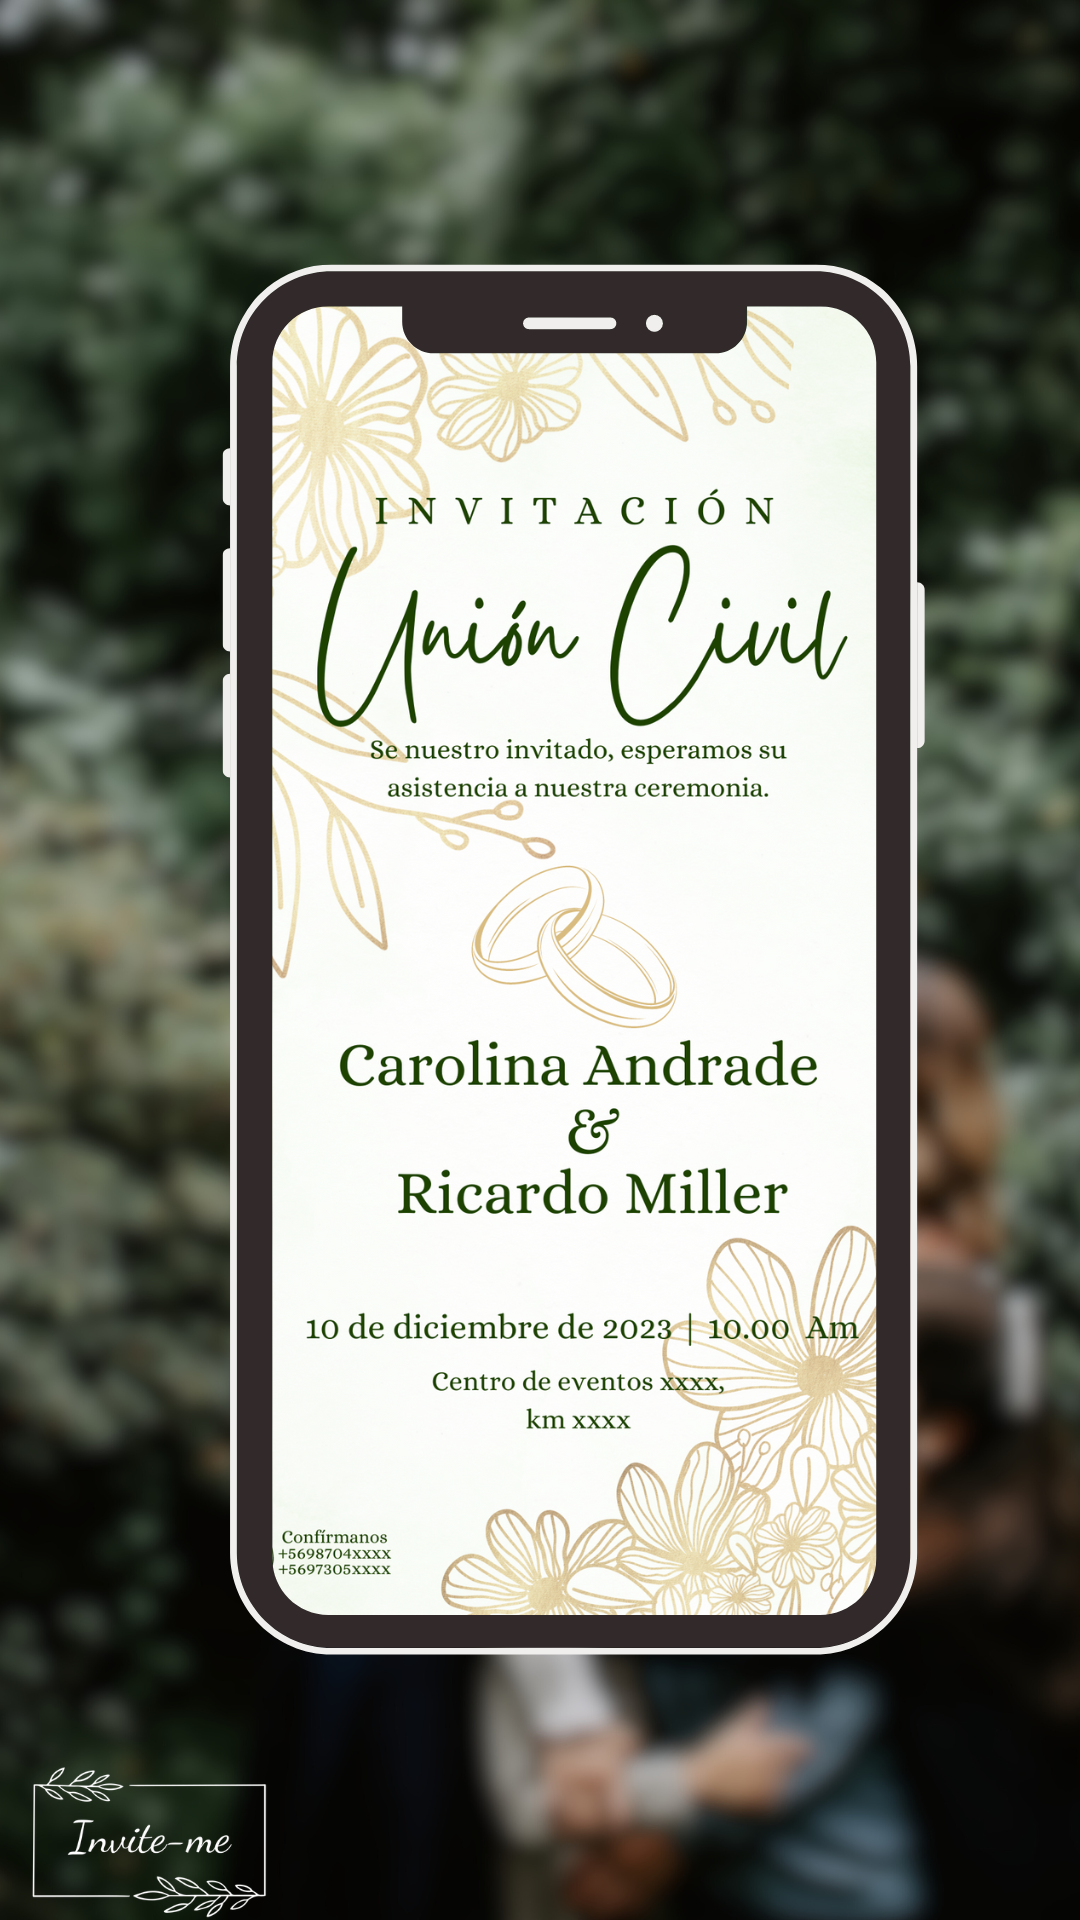 INVITACIÓN
Unión Civil
Se nuestro invitado, esperamos su
asistencia a nuestra ceremonia.
Carolina Andrade
&
Ricardo Miller
10 de diciembre de 2023 | 10.00 Am
Centro de eventos xxxx,
km xxxx
Confírmanos
+5698704xxxx
+5697305xxxx
Invite-me